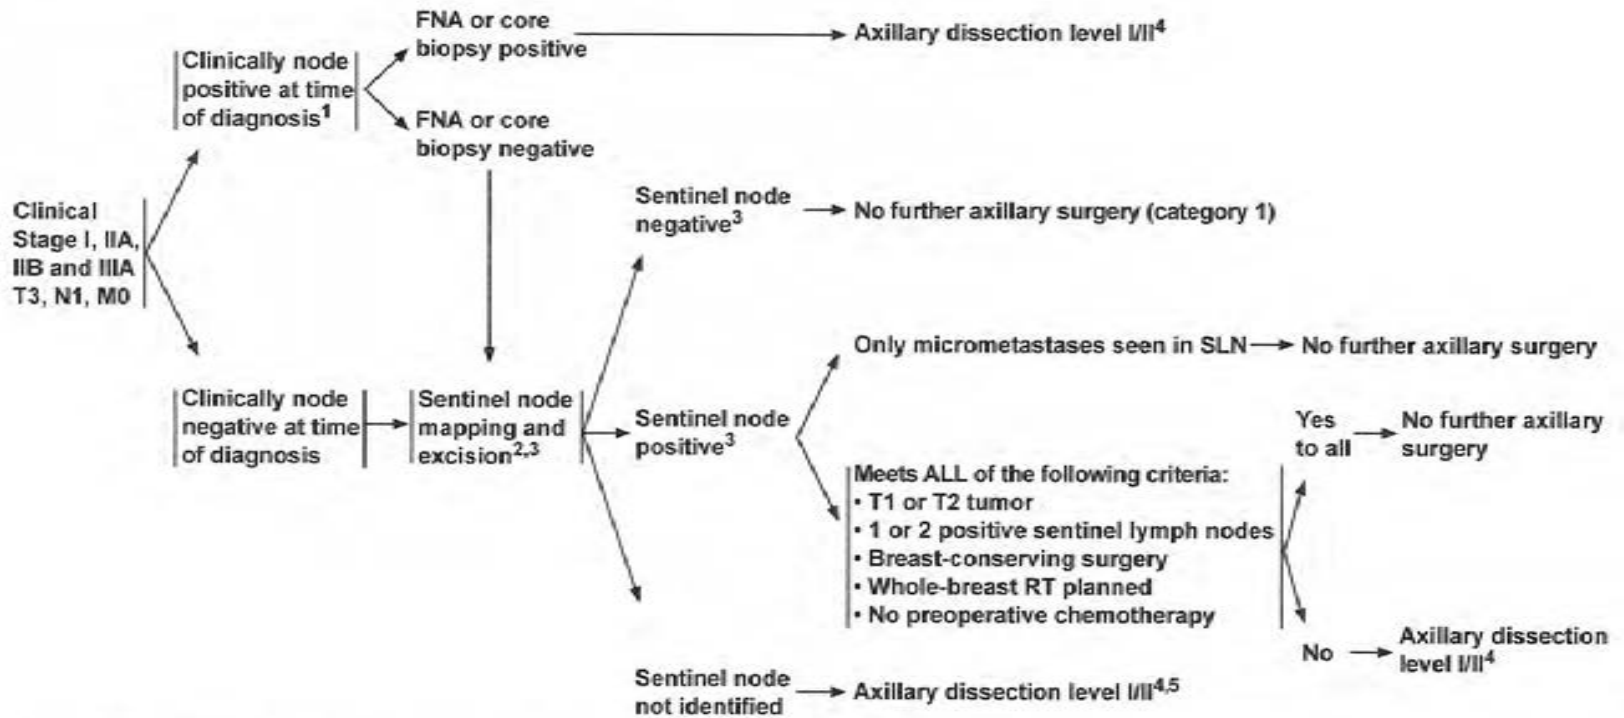 FNA or core
biopsy positive
Axillary dissection level I/II4
Clinically node
positive at time
of diagnosis1
FNA or core
biopsy negative
Clinical
Stage I, IIA,
IIB and IIIA
T3, N1, M0
Sentinel node
negative3
No further axillary surgery (category 1)
Only micrometastases seen in SLN
No further axillary surgery
Clinically node
negative at time
of diagnosis
Sentinel node
mapping and
excision2,3
Sentinel node
positive3
Yes
to all
No further axillary
surgery
Meets ALL of the following criteria:
• T1 or T2 tumor
• 1 or 2 positive sentinel lymph nodes
• Breast-conserving surgery
• Whole-breast RT planned
• No preoperative chemotherapy
No
Axillary dissection
level I/II4
Sentinel node
not identified
Axillary dissection level I/II4,5